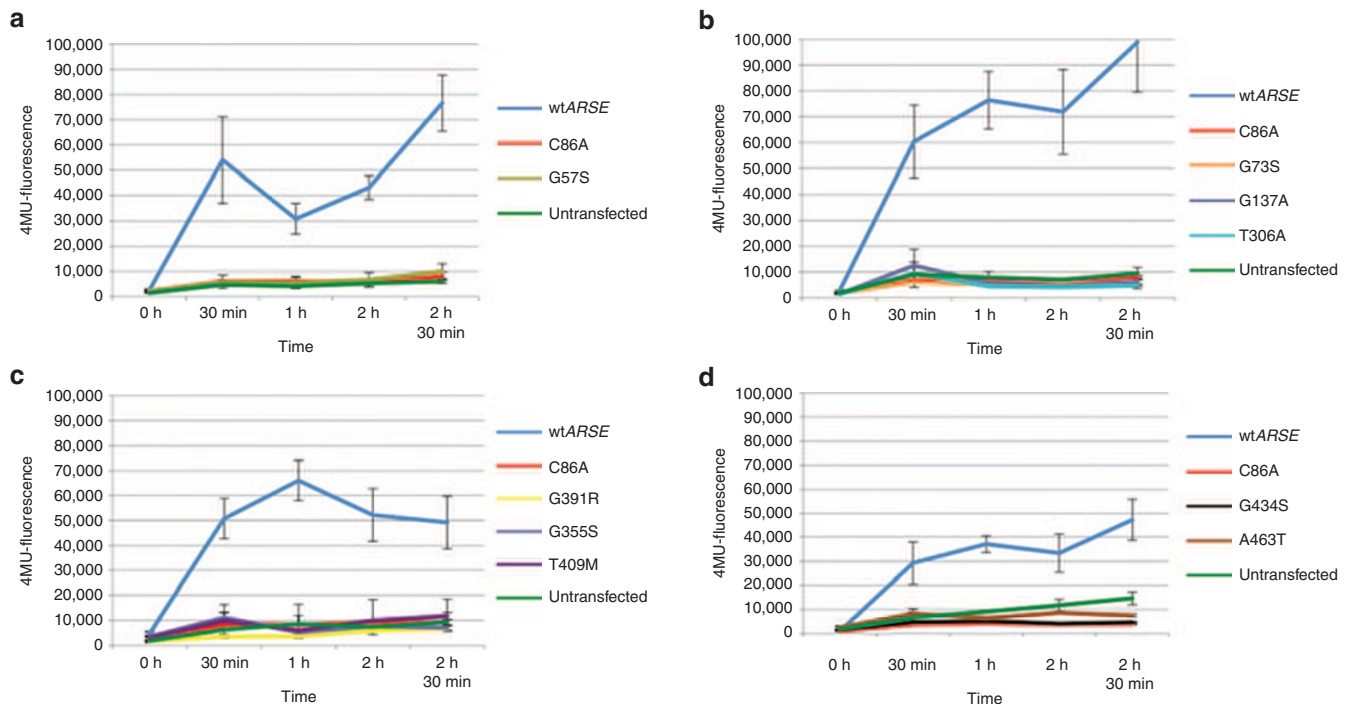 a
4MU-fluorescence
100,000
90,000
80,000
70,000
60,000
50,000
40,000
30,000
20,000
10,000
0
0 h
30 min
1 h
2 h
2 h
30 min
Time
wtARSE
C86A
G57S
Untransfected
b
4MU-fluorescence
100,000
90,000
80,000
70,000
60,000
50,000
40,000
30,000
20,000
10,000
0
0 h
30 min
1 h
2 h
2 h
30 min
Time
wtARSE
C86A
G73S
G137A
T306A
Untransfected
c
4MU-fluorescence
100,000
90,000
80,000
70,000
60,000
50,000
40,000
30,000
20,000
10,000
0
0 h
30 min
1 h
2 h
2 h
30 min
Time
wtARSE
C86A
G391R
G355S
T409M
Untransfected
d
4MU-fluorescence
100,000
90,000
80,000
70,000
60,000
50,000
40,000
30,000
20,000
10,000
0
0 h
30 min
1 h
2 h
2 h
30 min
Time
wtARSE
C86A
G434S
A463T
Untransfected